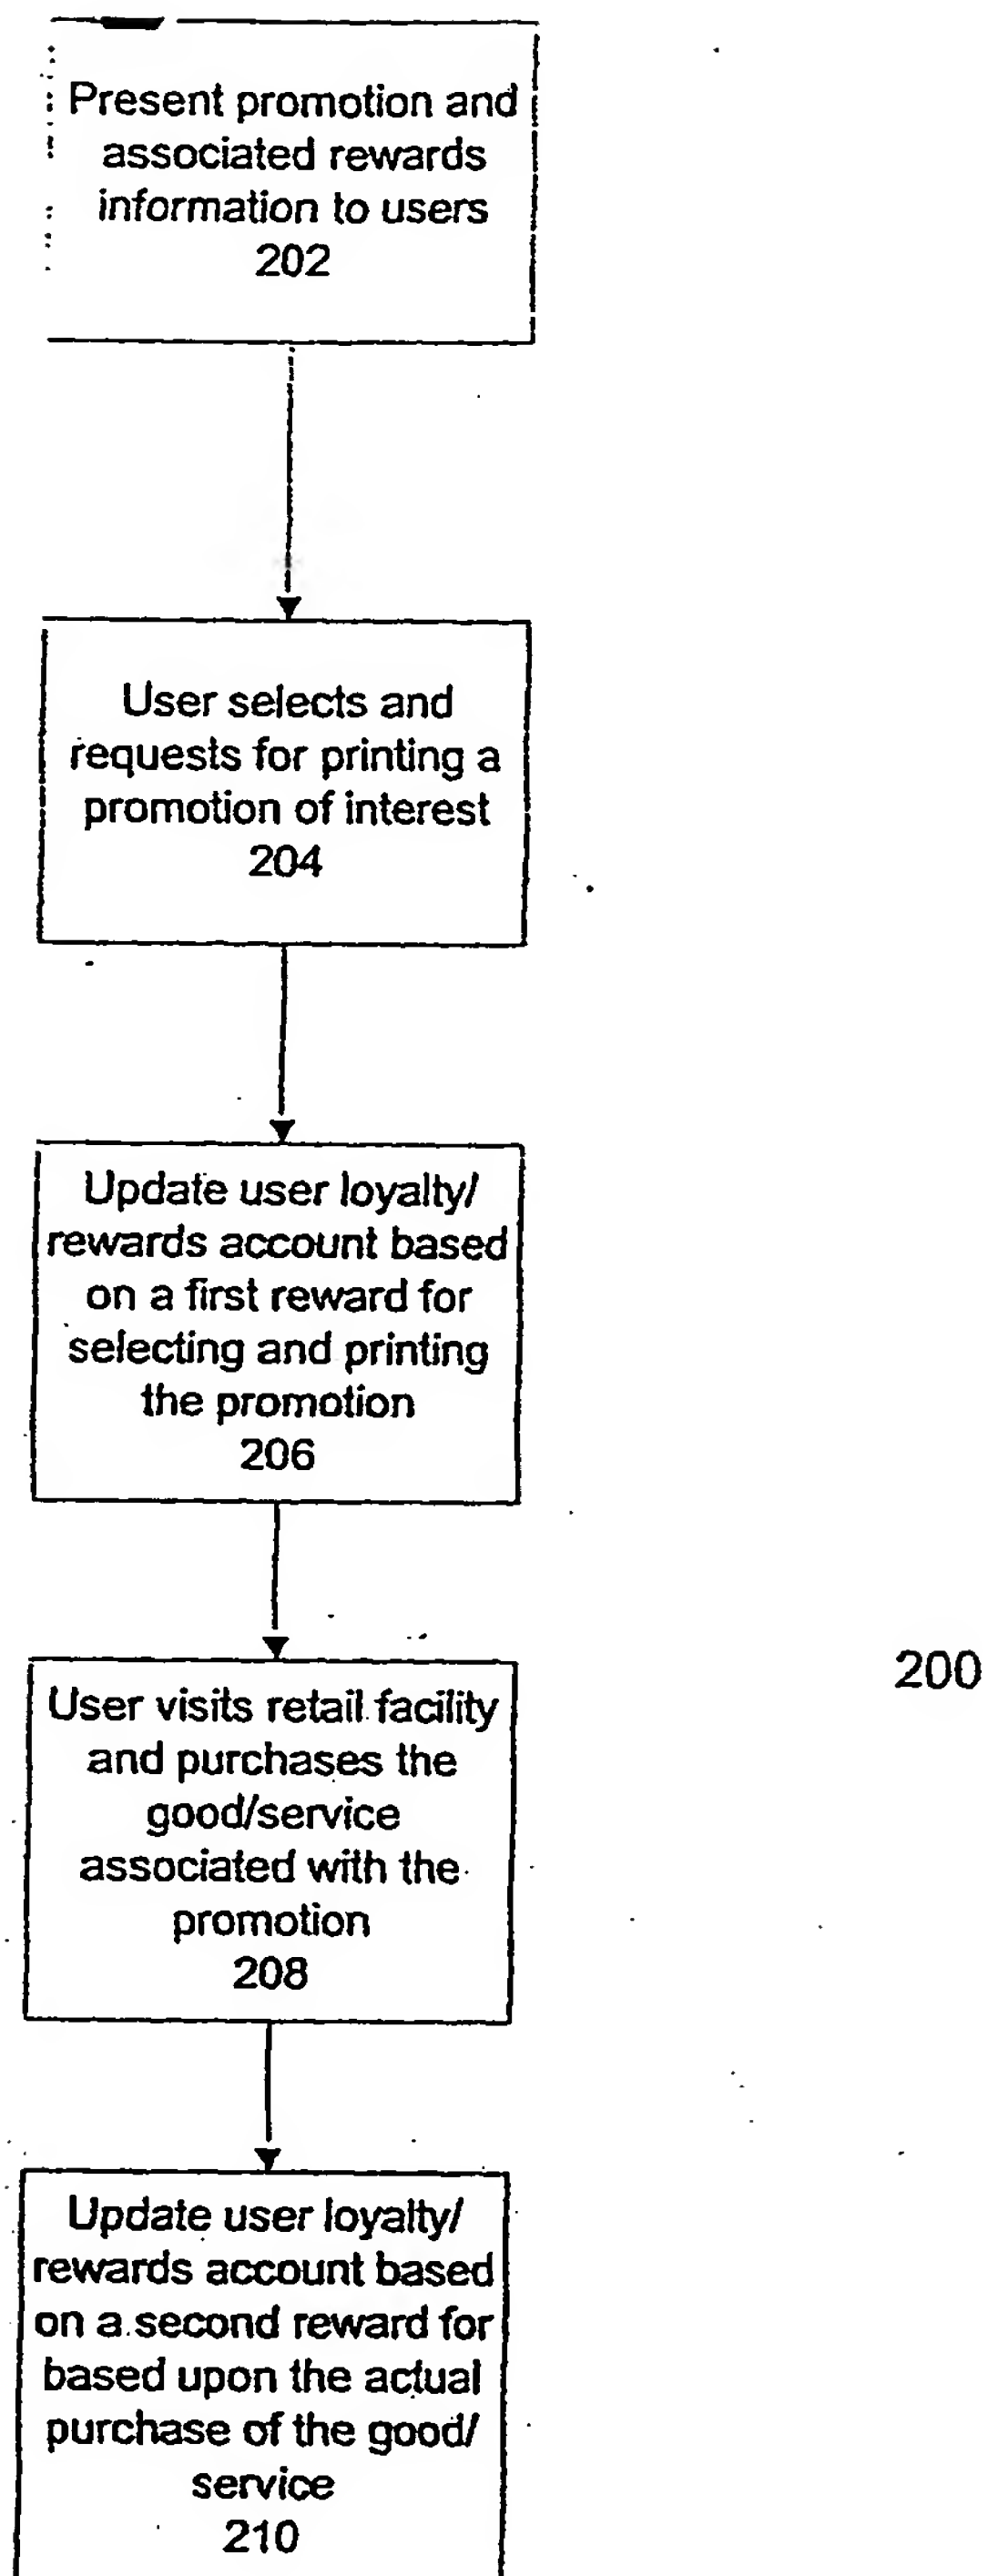 Present promotion and
associated rewards
information to users
202
User selects and
requests for printing a
promotion of interest
204
Update user loyalty/
rewards account based
on a first reward for
selecting and printing
the promotion
206
200
User visits retail facility
and purchases the
good/service
associated with the
promotion
208
Update user loyalty/
rewards account based
on a second reward for
based upon the actual
purchase of the good/
service
210